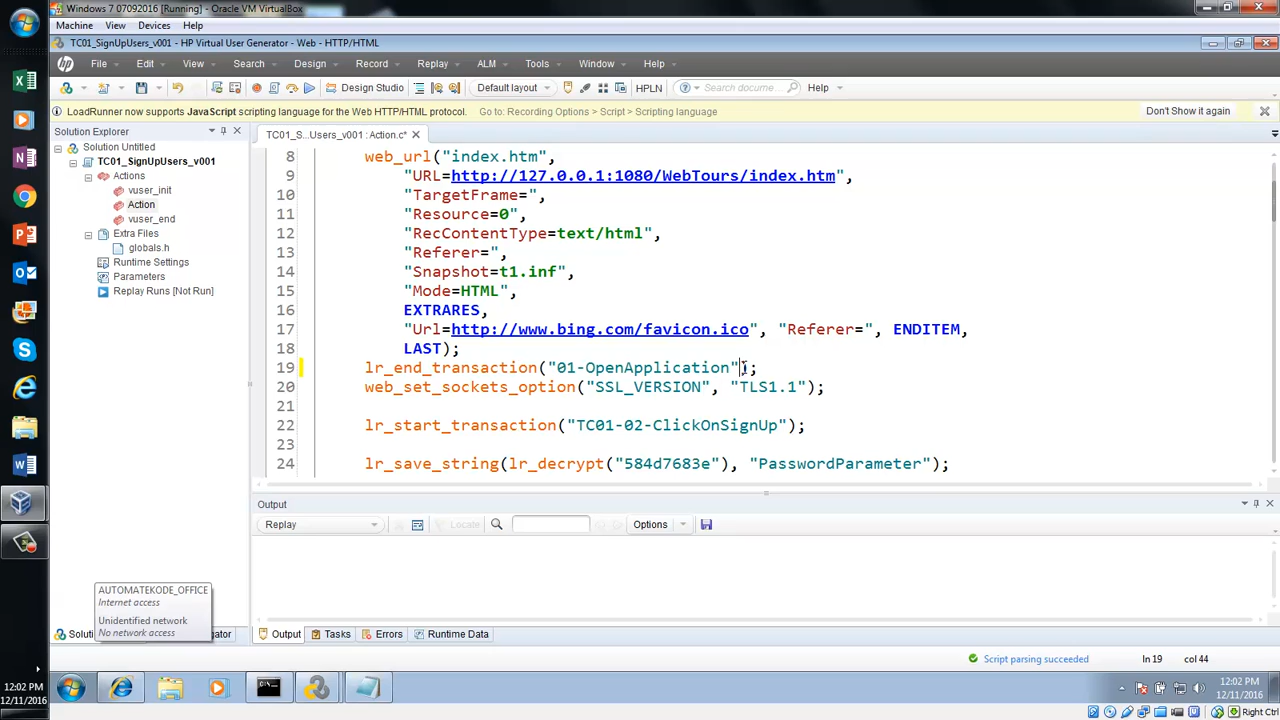 Windows 7 07092016 [Running] - Oracle VM VirtualBox
Machine View Devices Help
TC01_SignUpUsers_v001 - HP Virtual User Generator - Web - HTTP/HTML
File Edit View Search Design Record Replay ALM Tools Window Help
Design Studio Default layout HPLN Search docume... Help
LoadRunner now supports JavaScript scripting language for the Web HTTP/HTML protocol. Go to: Recording Options > Script > Scripting language Don't Show it again
Solution Explorer
TC01_S...Users_v001 : Action.c*
Solution Untitled
TC01_SignUpUsers_v001
Actions
vuser_init
Action
vuser_end
Extra Files
globals.h
Runtime Settings
Parameters
Replay Runs [Not Run]
8 web_url("index.htm",
9 "URL=http://127.0.0.1:1080/WebTours/index.htm",
10 "TargetFrame=",
11 "Resource=0",
12 "RecContentType=text/html",
13 "Referer=",
14 "Snapshot=t1.inf",
15 "Mode=HTML",
16 EXTRARES,
17 "Url=http://www.bing.com/favicon.ico", "Referer=", ENDITEM,
18 LAST);
19 lr_end_transaction("01-OpenApplication");
20 web_set_sockets_option("SSL_VERSION", "TLS1.1");
21
22 lr_start_transaction("TC01-02-ClickOnSignUp");
23
24 lr_save_string(lr_decrypt("584d7683e"), "PasswordParameter");
Output
Replay Locate Options
AUTOMATEKODE_OFFICE
Internet access
Unidentified network
No network access
Output Tasks Errors Runtime Data
Script parsing succeeded ln 19 col 44
12:02 PM
12/11/2016
12:02 PM
12/11/2016
Right Ctrl